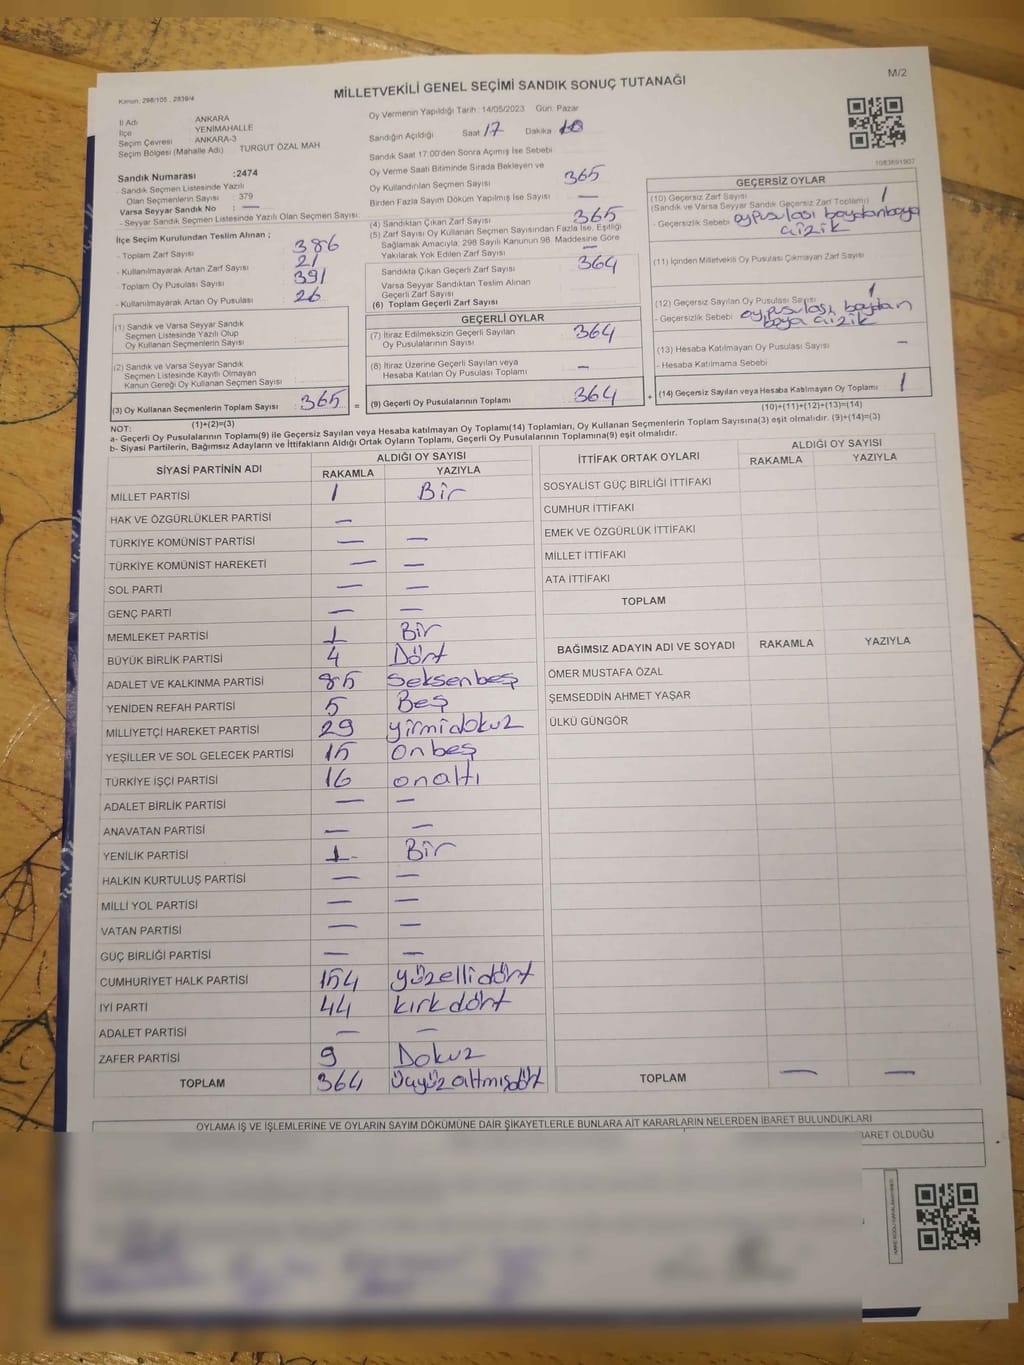 MİLLETVEKİLİ GENEL SEÇİMİ SANDIK SONUÇ TUTANAĞI
M/2
Kanun: 298/105 , 2839/4
İl Adı ANKARA
İlçe YENİMAHALLE
Seçim Çevresi ANKARA-3
Seçim Bölgesi (Mahalle Adı) TURGUT ÖZAL MAH
Oy Vermenin Yapıldığı Tarih : 14/05/2023 Gün: Pazar
Sandığın Açıldığı Saat 17 Dakika 10
Sandık Saat 17:00'den Sonra Açılmış İse Sebebi
Sandık Numarası :2474
- Sandık Seçmen Listesinde Yazılı
Olan Seçmenlerin Sayısı : 379
Varsa Seyyar Sandık No : —
- Seyyar Sandık Seçmen Listesinde Yazılı Olan Seçmen Sayısı:
İlçe Seçim Kurulundan Teslim Alınan ;
- Toplam Zarf Sayısı 386
- Kullanılmayarak Artan Zarf Sayısı 21
- Toplam Oy Pusulası Sayısı 391
- Kullanılmayarak Artan Oy Pusulası 26
Oy Verme Saati Bitiminde Sırada Bekleyen ve
Oy Kullandırılan Seçmen Sayısı 365
Birden Fazla Sayım Döküm Yapılmış İse Sayısı —
(4) Sandıktan Çıkan Zarf Sayısı 365
(5) Zarf Sayısı Oy Kullanan Seçmen Sayısından Fazla İse, Eşitliği
Sağlamak Amacıyla; 298 Sayılı Kanunun 98. Maddesine Göre
Yakılarak Yok Edilen Zarf Sayısı —
Sandıkta Çıkan Geçerli Zarf Sayısı 364
Varsa Seyyar Sandıktan Teslim Alınan
Geçerli Zarf Sayısı
(6) Toplam Geçerli Zarf Sayısı
1083691907
GEÇERSİZ OYLAR
(10) Geçersiz Zarf Sayısı 1
(Sandık ve Varsa Seyyar Sandık Geçersiz Zarf Toplamı)
- Geçersizlik Sebebi oy pusulası boydan boya
çizik
(11) İçinden Milletvekili Oy Pusulası Çıkmayan Zarf Sayısı
(12) Geçersiz Sayılan Oy Pusulası Sayısı 1
- Geçersizlik Sebebi oy pusulası boydan
boya çizik
(13) Hesaba Katılmayan Oy Pusulası Sayısı —
- Hesaba Katılmama Sebebi
(14) Geçersiz Sayılan veya Hesaba Katılmayan Oy Toplamı 1
(10)+(11)+(12)+(13)=(14)
(1) Sandık ve Varsa Seyyar Sandık
Seçmen Listesinde Yazılı Olup
Oy Kullanan Seçmenlerin Sayısı
(2) Sandık ve Varsa Seyyar Sandık
Seçmen Listesinde Kayıtlı Olmayan
Kanun Gereği Oy Kullanan Seçmen Sayısı
(3) Oy Kullanan Seçmenlerin Toplam Sayısı : 365 =
(1)+(2)=(3)
GEÇERLİ OYLAR
(7) İtiraz Edilmeksizin Geçerli Sayılan
Oy Pusulalarının Sayısı 364
(8) İtiraz Üzerine Geçerli Sayılan veya
Hesaba Katılan Oy Pusulası Toplamı —
(9) Geçerli Oy Pusulalarının Toplamı 364 +
NOT:
a- Geçerli Oy Pusulalarının Toplamı(9) ile Geçersiz Sayılan veya Hesaba katılmayan Oy Toplamı(14) Toplamları, Oy Kullanan Seçmenlerin Toplam Sayısına(3) eşit olmalıdır. (9)+(14)=(3)
b- Siyasi Partilerin, Bağımsız Adayların ve İttifakların Aldığı Ortak Oyların Toplamı, Geçerli Oy Pusulalarının Toplamına(9) eşit olmalıdır.
SİYASİ PARTİNİN ADI ALDIĞI OY SAYISI
RAKAMLA YAZIYLA
MİLLET PARTİSİ 1 Bir
HAK VE ÖZGÜRLÜKLER PARTİSİ —
TÜRKİYE KOMÜNİST PARTİSİ — —
TÜRKİYE KOMÜNİST HAREKETİ — —
SOL PARTİ — —
GENÇ PARTİ — —
MEMLEKET PARTİSİ 1 Bir
BÜYÜK BİRLİK PARTİSİ 4 Dört
ADALET VE KALKINMA PARTİSİ 85 Seksenbeş
YENİDEN REFAH PARTİSİ 5 Beş
MİLLİYETÇİ HAREKET PARTİSİ 29 yirmidokuz
YEŞİLLER VE SOL GELECEK PARTİSİ 15 onbeş
TÜRKİYE İŞÇİ PARTİSİ 16 onaltı
ADALET BİRLİK PARTİSİ — —
ANAVATAN PARTİSİ — —
YENİLİK PARTİSİ 1 Bir
HALKIN KURTULUŞ PARTİSİ — —
MİLLİ YOL PARTİSİ — —
VATAN PARTİSİ — —
GÜÇ BİRLİĞİ PARTİSİ — —
CUMHURİYET HALK PARTİSİ 154 yüzellidört
İYİ PARTİ 44 kırkdört
ADALET PARTİSİ — —
ZAFER PARTİSİ 9 Dokuz
TOPLAM 364 üçyüzaltmışdört
İTTİFAK ORTAK OYLARI ALDIĞI OY SAYISI
RAKAMLA YAZIYLA
SOSYALİST GÜÇ BİRLİĞİ İTTİFAKI
CUMHUR İTTİFAKI
EMEK VE ÖZGÜRLÜK İTTİFAKI
MİLLET İTTİFAKI
ATA İTTİFAKI
TOPLAM
BAĞIMSIZ ADAYIN ADI VE SOYADI RAKAMLA YAZIYLA
ÖMER MUSTAFA ÖZAL
ŞEMSEDDİN AHMET YAŞAR
ÜLKÜ GÜNGÖR
TOPLAM — —
OYLAMA İŞ VE İŞLEMLERİNE VE OYLARIN SAYIM DÖKÜMÜNE DAİR ŞİKAYETLERLE BUNLARA AİT KARARLARIN NELERDEN İBARET BULUNDUKLARI
BARET OLDUĞU